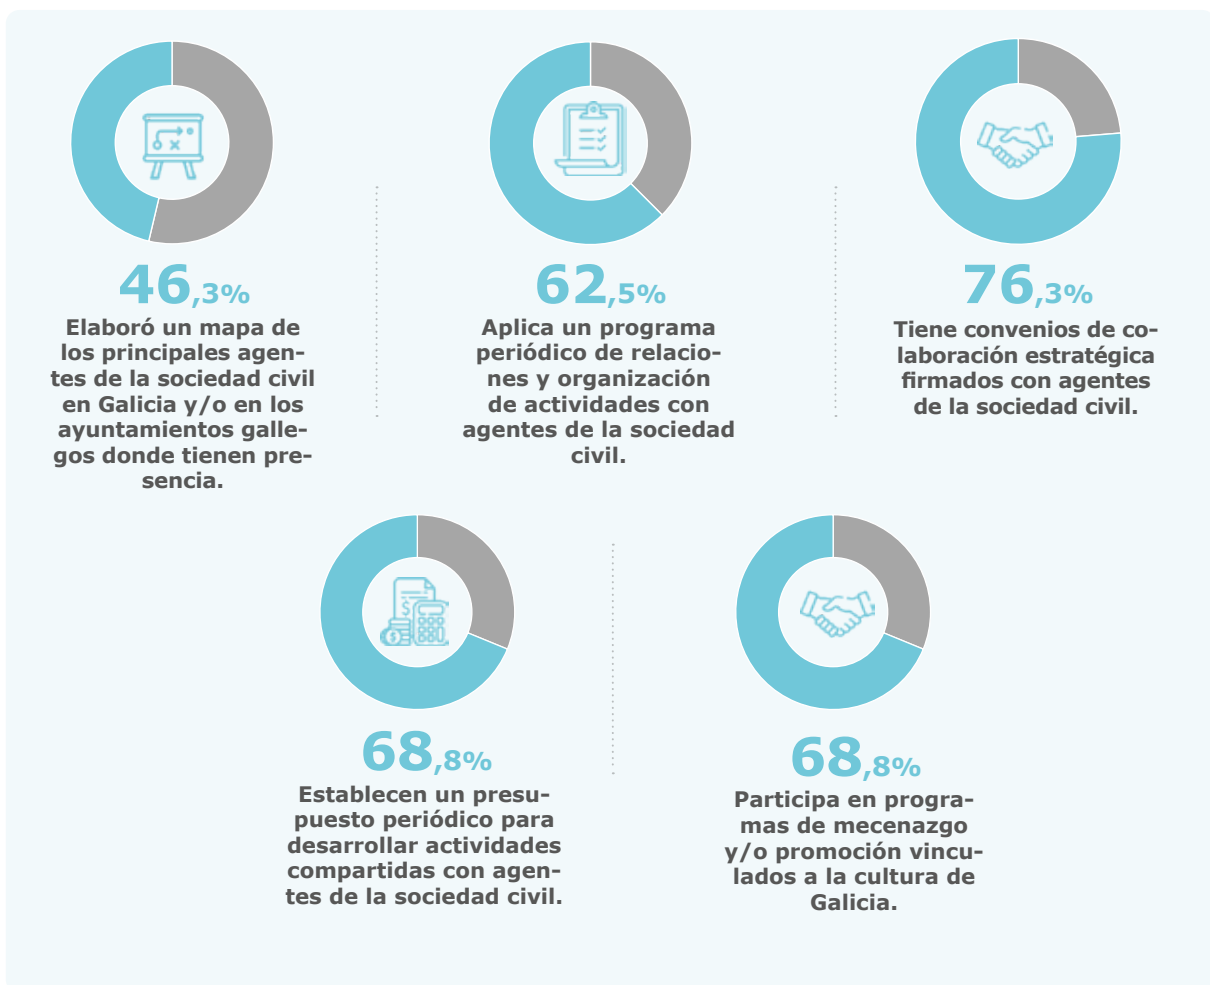 46,3%
Elaboró un mapa de
los principales agen-
tes de la sociedad civil
en Galicia y/o en los
ayuntamientos galle-
gos donde tienen pre-
sencia.
62,5%
Aplica un programa
periódico de relacio-
nes y organización
de actividades con
agentes de la sociedad
civil.
76,3%
Tiene convenios de co-
laboración estratégica
firmados con agentes
de la sociedad civil.
68,8%
Establecen un presu-
puesto periódico para
desarrollar actividades
compartidas con agen-
tes de la sociedad civil.
68,8%
Participa en progra-
mas de mecenazgo
y/o promoción vincu-
lados a la cultura de
Galicia.